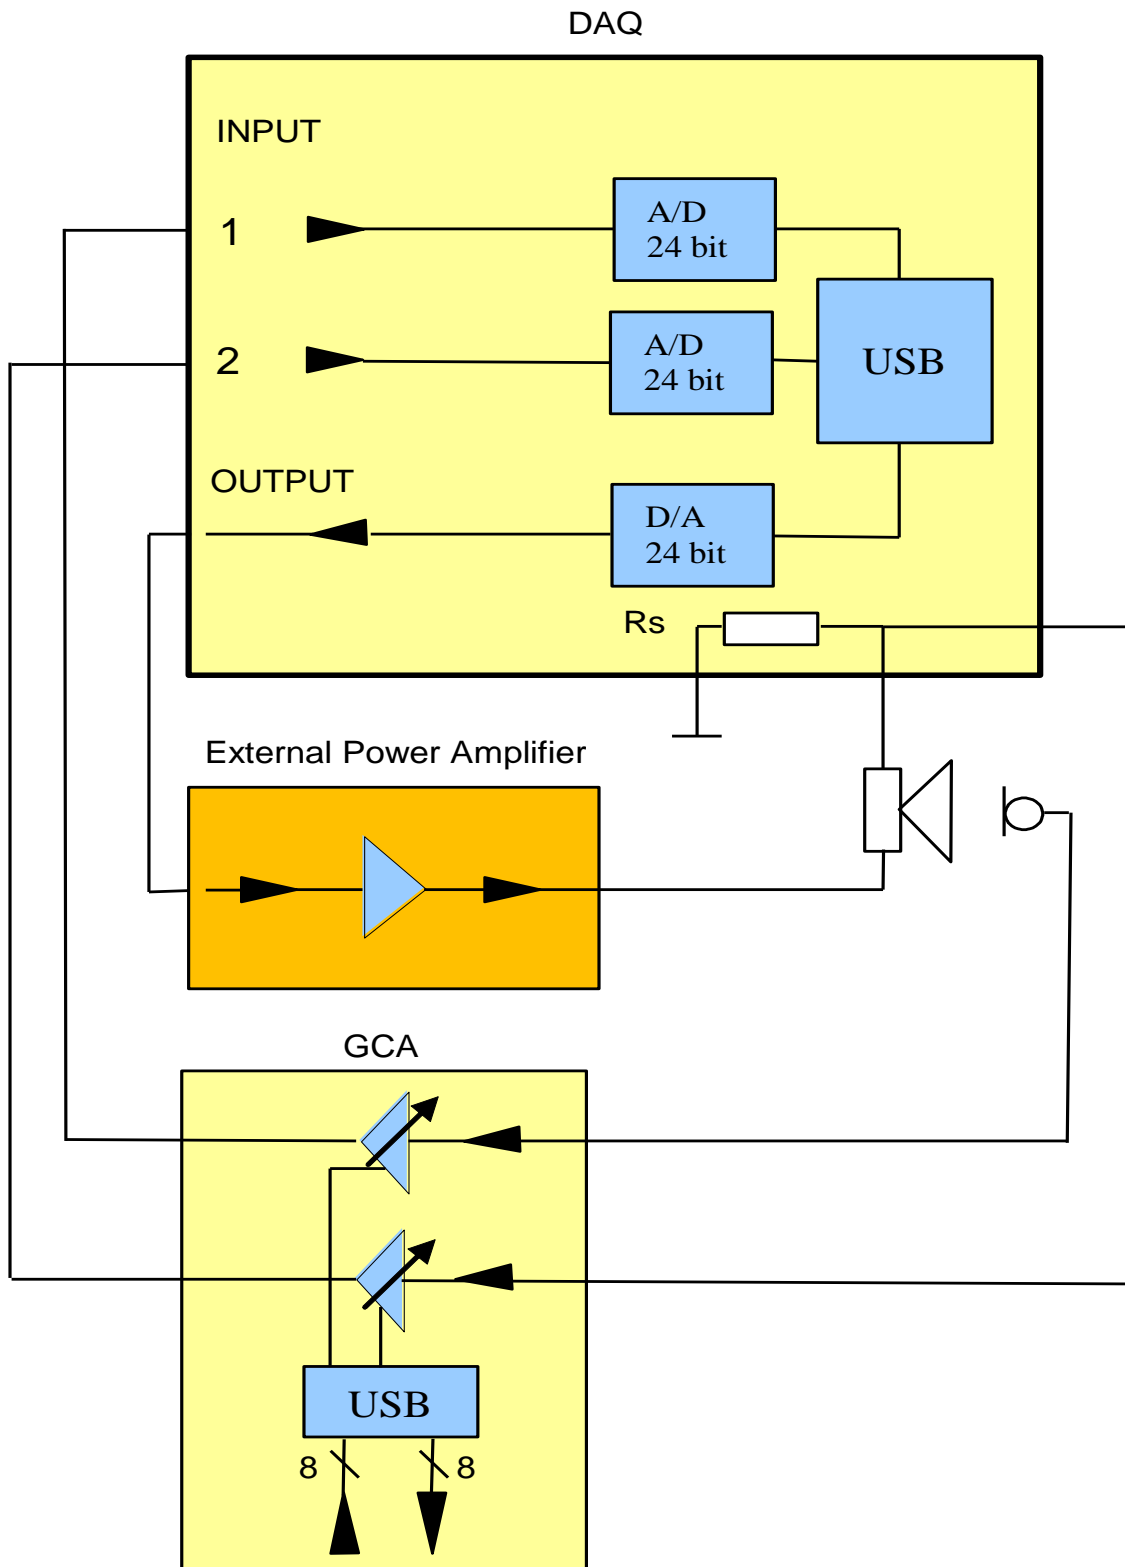 DAQ
INPUT
1
A/D
24 bit
2
A/D
24 bit
USB
OUTPUT
D/A
24 bit
Rs
External Power Amplifier
GCA
USB
8
8